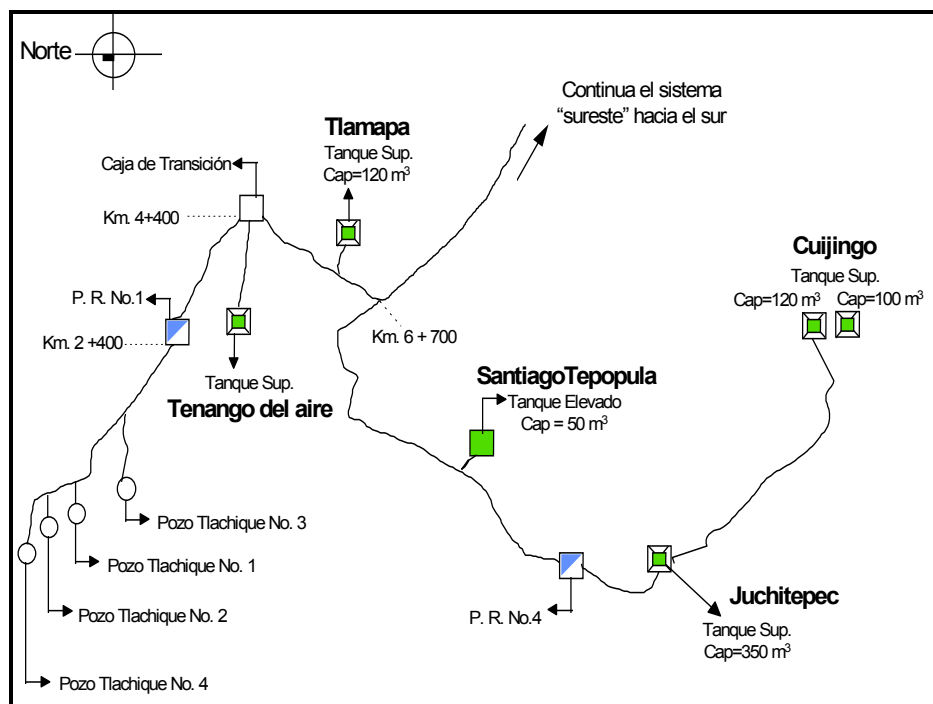 Norte
Continua el sistema
"sureste" hacia el sur
Tlamapa
Tanque Sup.
Cap=120 m³
Caja de Transición
Km. 4+400
Cuijingo
Tanque Sup.
Cap=120 m³
Cap=100 m³
P. R. No.1
Km. 2 +400
Km. 6 + 700
Tanque Sup.
Tenango del aire
SantiagoTepopula
Tanque Elevado
Cap = 50 m³
Pozo Tlachique No. 3
Pozo Tlachique No. 1
Pozo Tlachique No. 2
Pozo Tlachique No. 4
P. R. No.4
Juchitepec
Tanque Sup.
Cap=350 m³